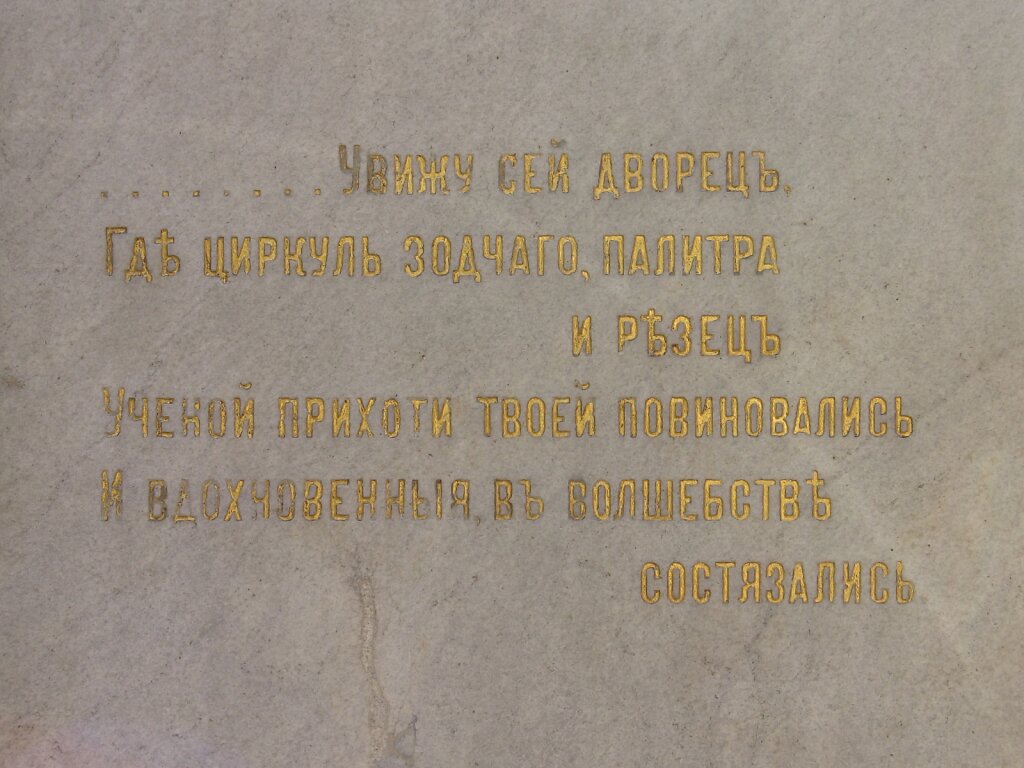 . . . . . . . . Увижу сей дворецъ,
Гдѣ циркуль зодчаго, палитра
и рѣзецъ
Ученой прихоти твоей повиновались
И вдохновенныя, въ волшебствѣ
состязались